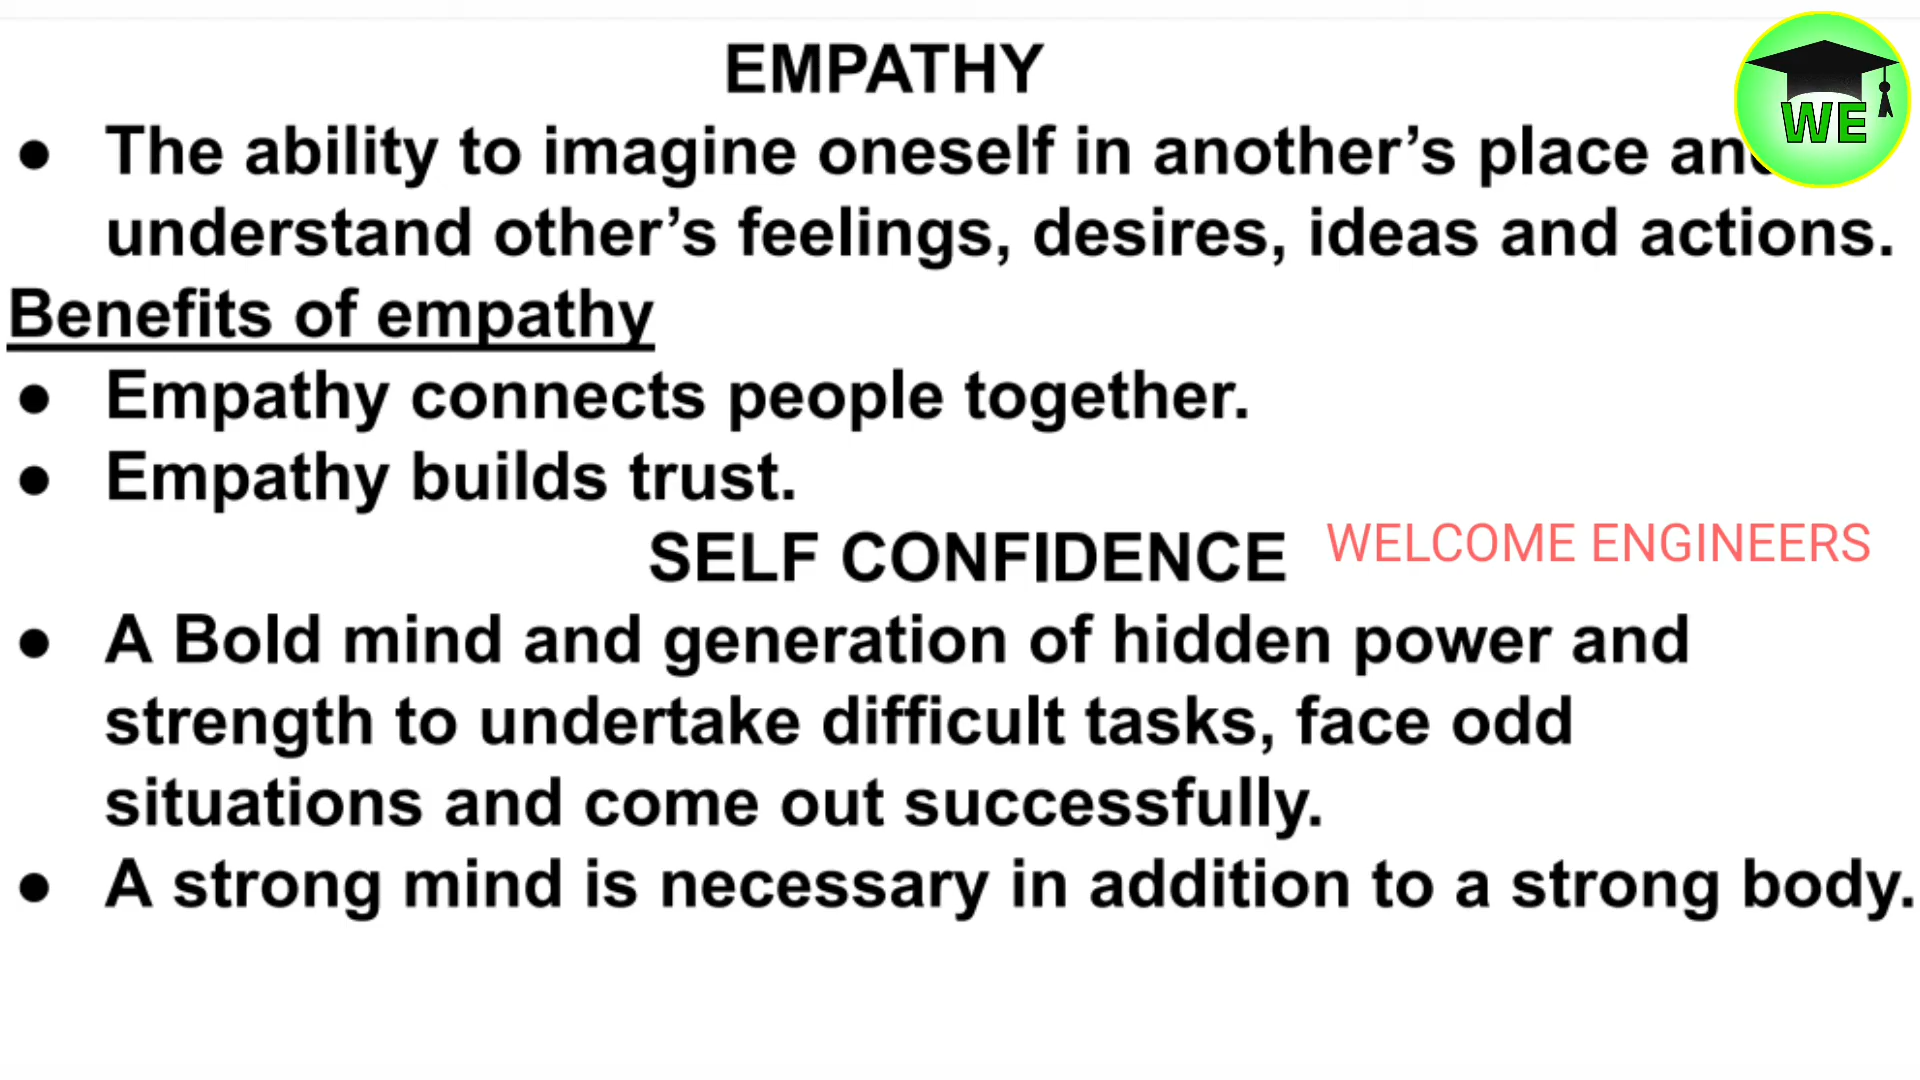 EMPATHY
WE
● The ability to imagine oneself in another’s place and
understand other’s feelings, desires, ideas and actions.
Benefits of empathy
● Empathy connects people together.
● Empathy builds trust.
SELF CONFIDENCE
WELCOME ENGINEERS
● A Bold mind and generation of hidden power and
strength to undertake difficult tasks, face odd
situations and come out successfully.
● A strong mind is necessary in addition to a strong body.